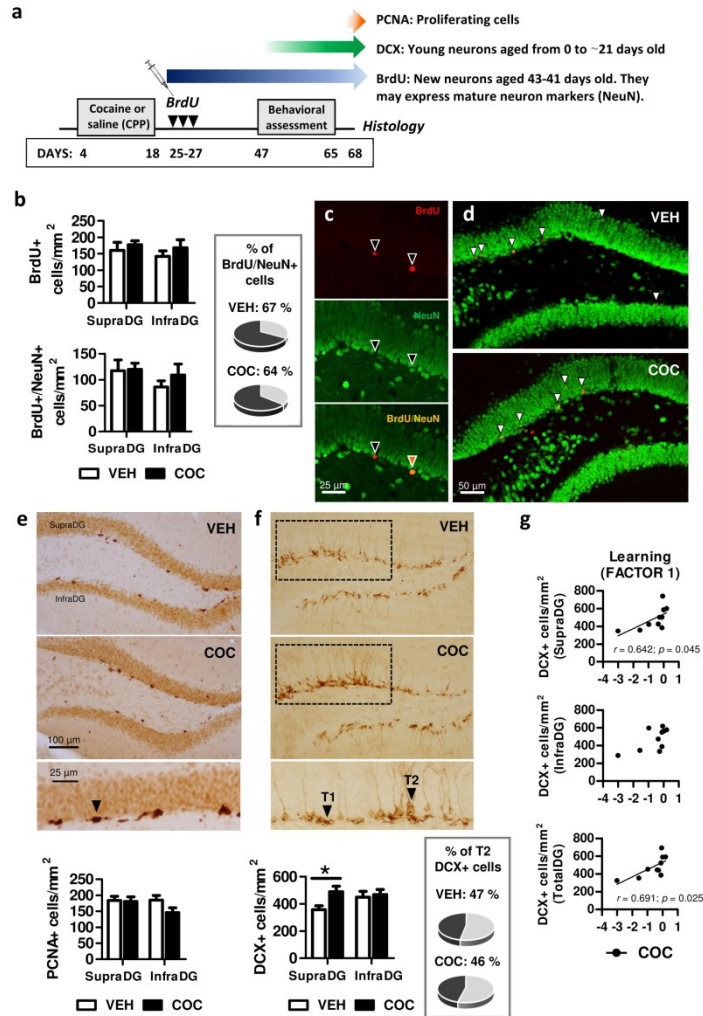 a
PCNA: Proliferating cells
DCX: Young neurons aged from 0 to ~21 days old
BrdU: New neurons aged 43-41 days old. They
may express mature neuron markers (NeuN).
BrdU
Cocaine or
saline (CPP)
Behavioral
assessment
Histology
DAYS: 4 18 25-27 47 65 68
b
BrdU+
cells/mm²
200
150
100
50
0
SupraDG InfraDG
BrdU+/NeuN+
cells/mm²
200
150
100
50
0
SupraDG InfraDG
VEH COC
% of
BrdU/NeuN+
cells
VEH: 67 %
COC: 64 %
c
BrdU
NeuN
BrdU/NeuN
25 µm
d
VEH
COC
50 µm
e
VEH
SupraDG
InfraDG
COC
100 µm
25 µm
PCNA+ cells/mm²
250
200
150
100
50
0
SupraDG InfraDG
VEH COC
f
VEH
COC
T1
T2
DCX+ cells/mm²
600
400
200
0
*
SupraDG InfraDG
VEH COC
% of T2
DCX+ cells
VEH: 47 %
COC: 46 %
g
Learning
(FACTOR 1)
DCX+ cells/mm²
(SupraDG)
800
600
400
200
0
r = 0.642; p = 0.045
-4 -3 -2 -1 0 1
DCX+ cells/mm²
(InfraDG)
800
600
400
200
0
-4 -3 -2 -1 0 1
DCX+ cells/mm²
(TotalDG)
800
600
400
200
0
r = 0.691; p = 0.025
-4 -3 -2 -1 0 1
COC